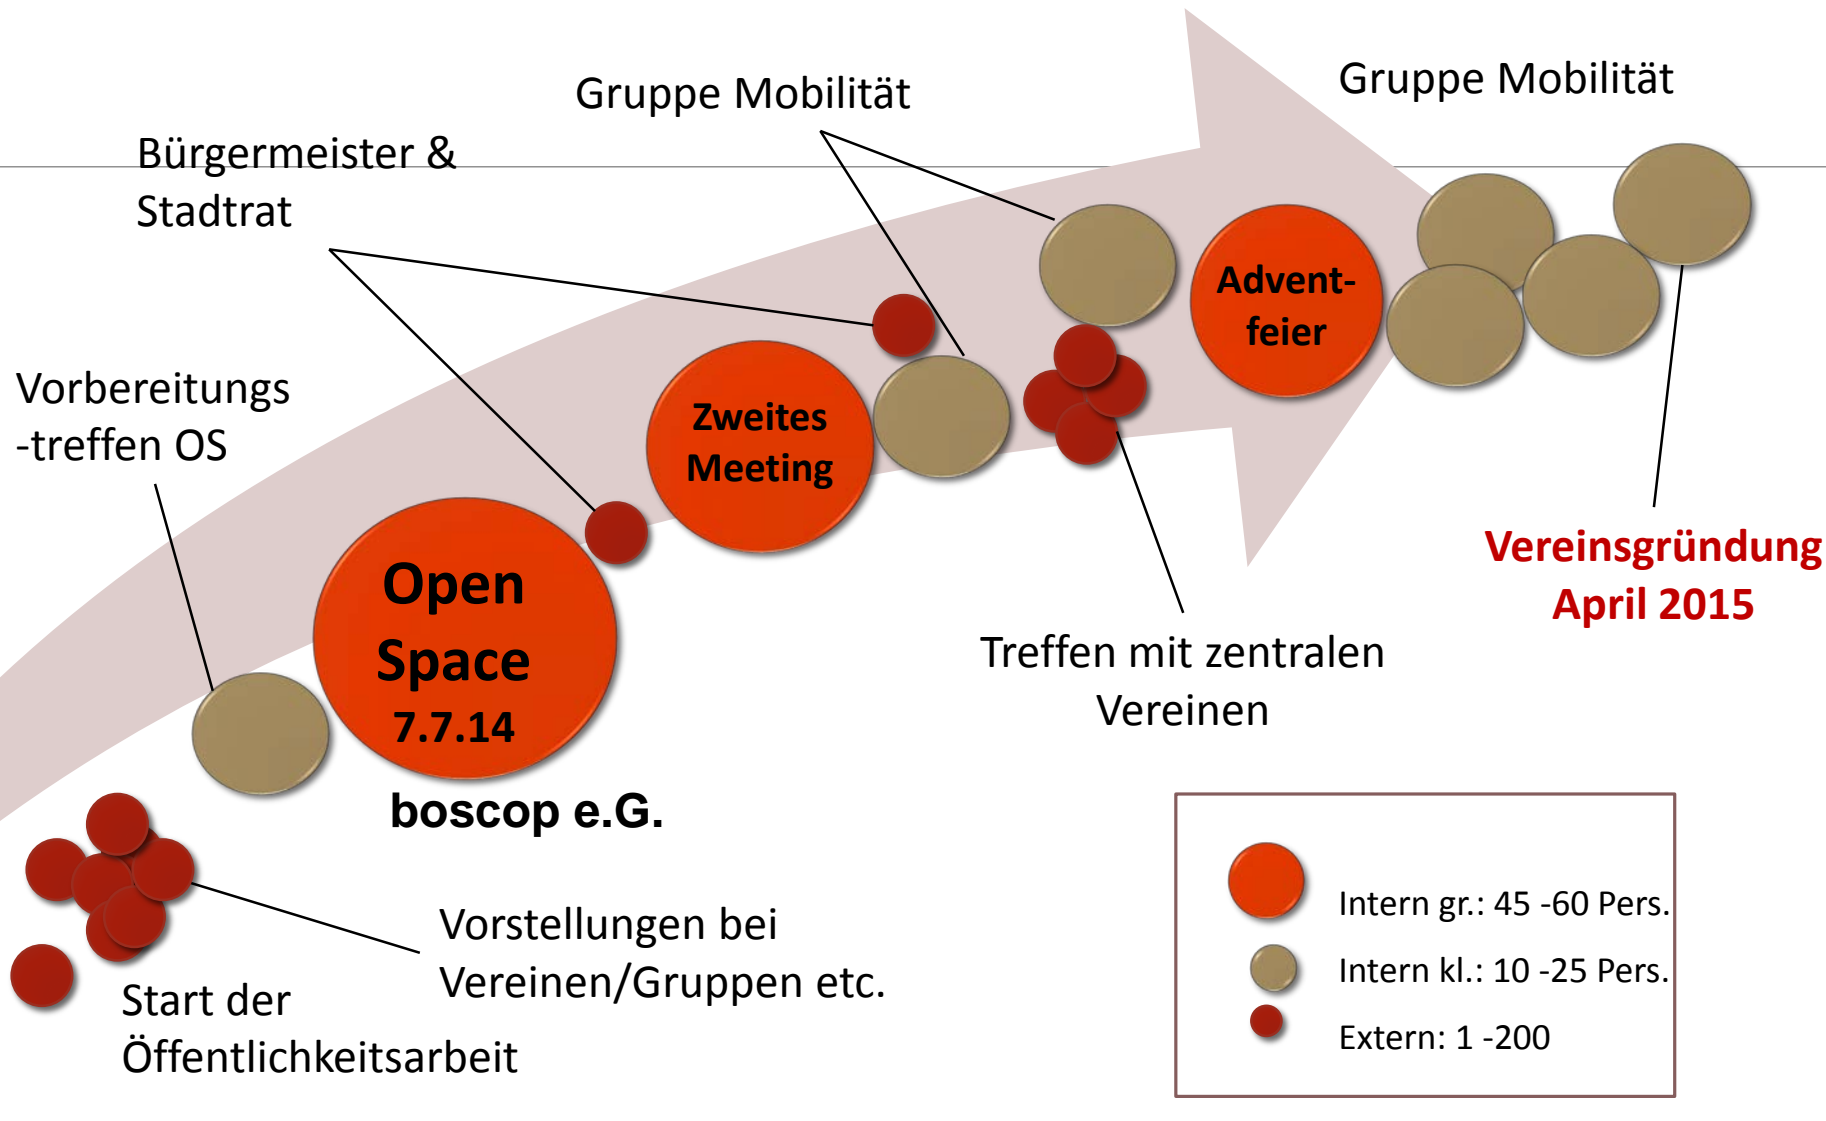 Gruppe Mobilität
Gruppe Mobilität
Bürgermeister &
Stadtrat
Advent-
feier
Vorbereitungs
-treffen OS
Zweites
Meeting
Open
Space
7.7.14
Vereinsgründung
April 2015
Treffen mit zentralen
Vereinen
boscop e.G.
Vorstellungen bei
Vereinen/Gruppen etc.
Start der
Öffentlichkeitsarbeit
Intern gr.: 45 -60 Pers.
Intern kl.: 10 -25 Pers.
Extern: 1 -200